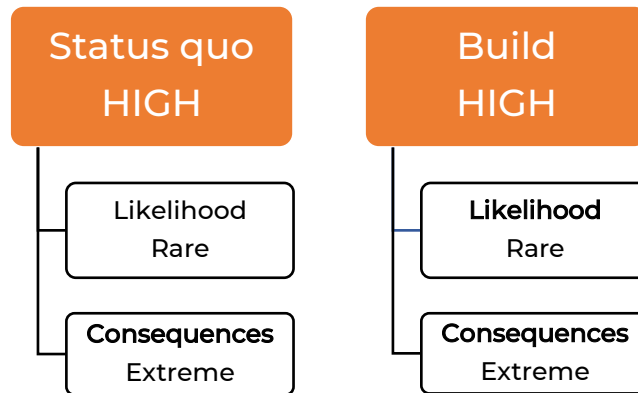 Status quo
HIGH
Likelihood
Rare
Consequences
Extreme
Build
HIGH
Likelihood
Rare
Consequences
Extreme